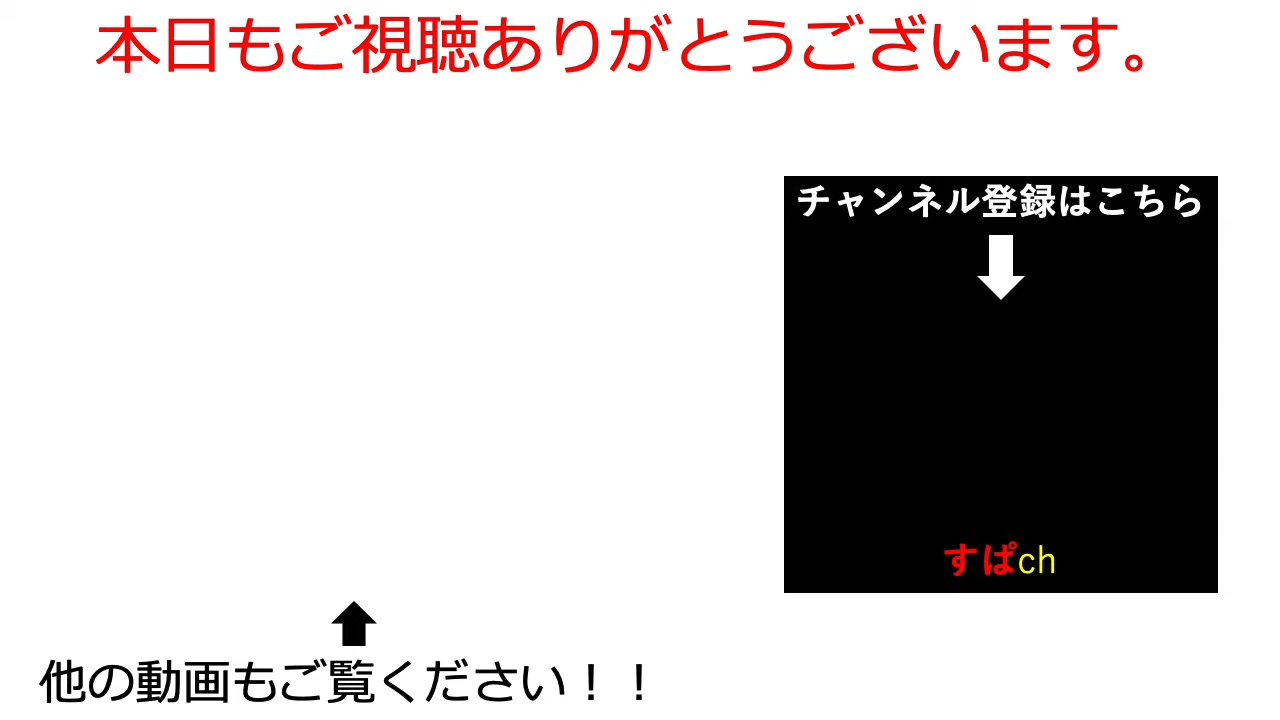 本日もご視聴ありがとうございます。
チャンネル登録はこちら
すぱch
他の動画もご覧ください！！